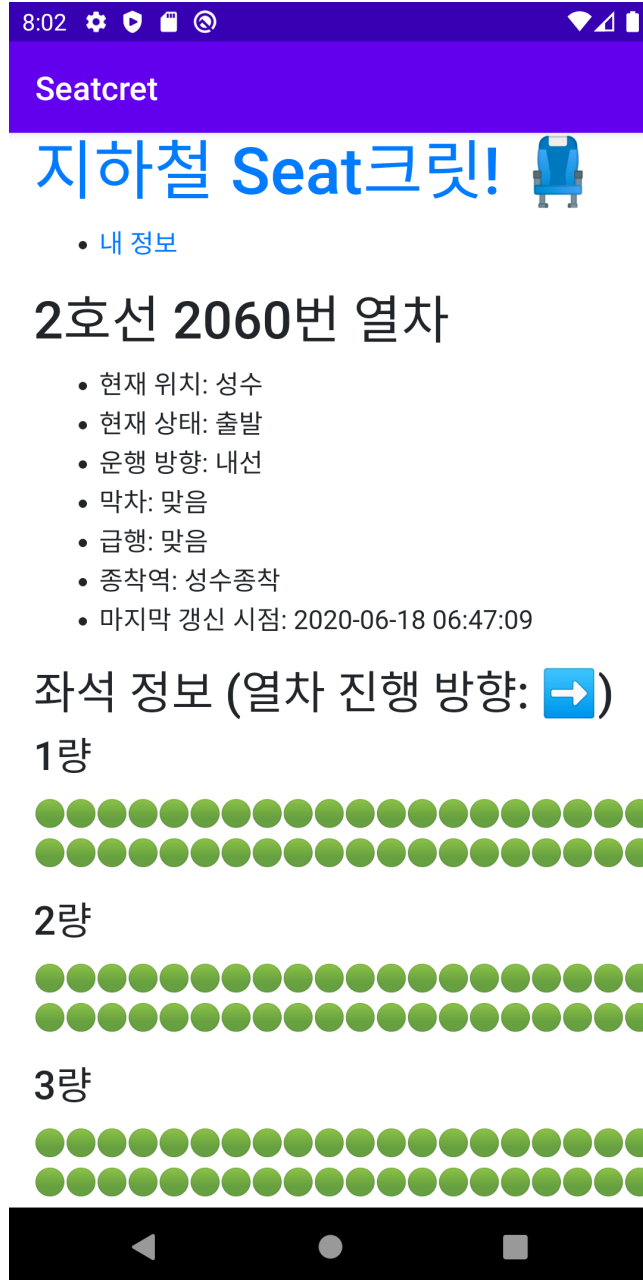 8:02
Seatcret
지하철 Seat크릿! 💺
• 내 정보
2호선 2060번 열차
• 현재 위치: 성수
• 현재 상태: 출발
• 운행 방향: 내선
• 막차: 맞음
• 급행: 맞음
• 종착역: 성수종착
• 마지막 갱신 시점: 2020-06-18 06:47:09
좌석 정보 (열차 진행 방향: ➡️)
1량
2량
3량